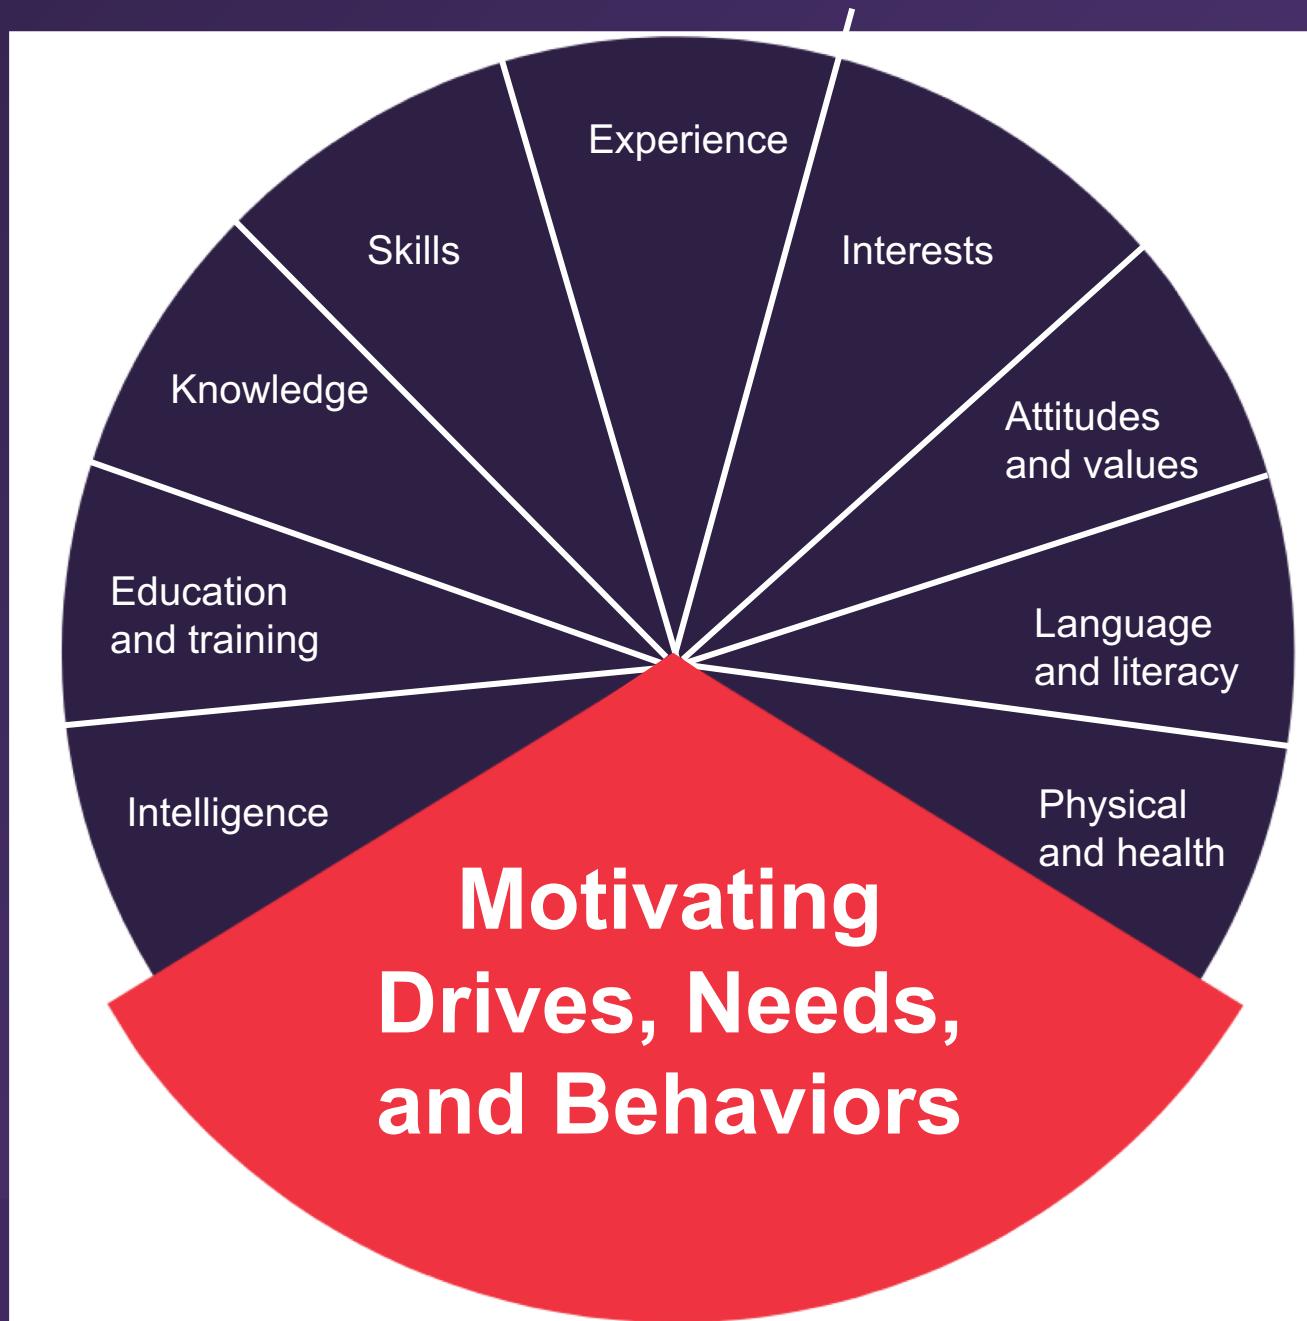 Experience
Skills
Interests
Knowledge
Attitudes
and values
Education
and training
Language
and literacy
Intelligence
Physical
and health
Motivating
Drives, Needs,
and Behaviors